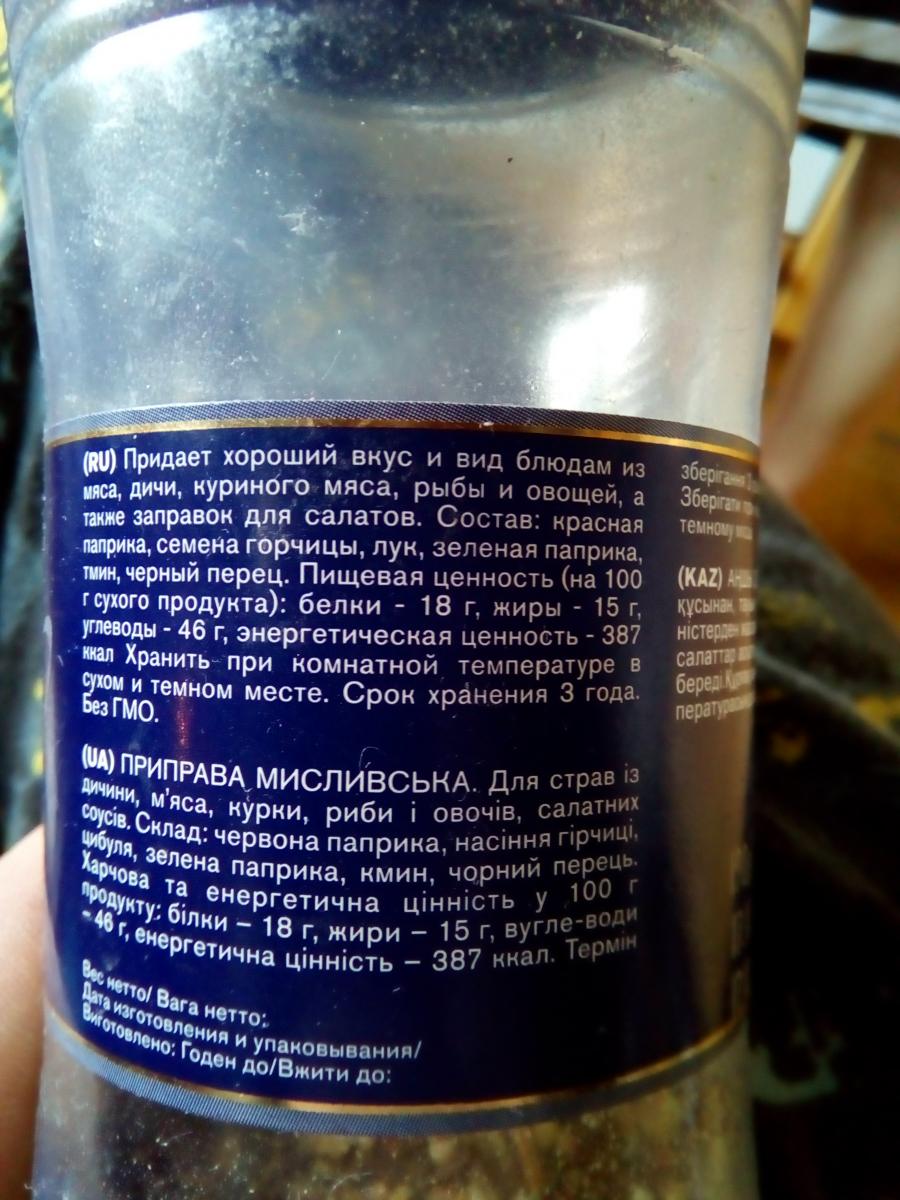 (RU) Придает хороший вкус и вид блюдам из
мяса, дичи, куриного мяса, рыбы и овощей, а
также заправок для салатов. Состав: красная
паприка, семена горчицы, лук, зеленая паприка,
тмин, черный перец. Пищевая ценность (на 100
г сухого продукта): белки - 18 г, жиры - 15 г,
углеводы - 46 г, энергетическая ценность - 387
ккал Хранить при комнатной температуре в
сухом и темном месте. Срок хранения 3 года.
Без ГМО.
(UA) ПРИПРАВА МИСЛИВСЬКА. Для страв із
дичини, м'яса, курки, риби і овочів, салатних
соусів. Склад: червона паприка, насіння гірчиці,
цибуля, зелена паприка, кмин, чорний перець.
Харчова та енергетична цінність у 100 г
продукту: білки – 18 г, жири – 15 г, вугле-води
- 46 г, енергетична цінність – 387 ккал. Термін
Вес нетто/ Вага нетто:
Дата изготовления и упаковывания/
Виготовлено: Годен до/Вжити до:
зберігання
Зберігати
темному
(KAZ)
құсынан,
ністерден
салаттар
береді.